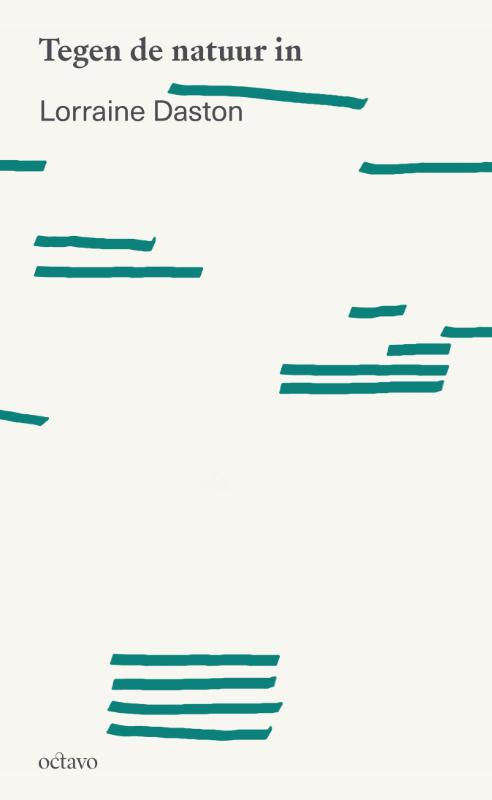 Tegen de natuur in
Lorraine Daston
octavo